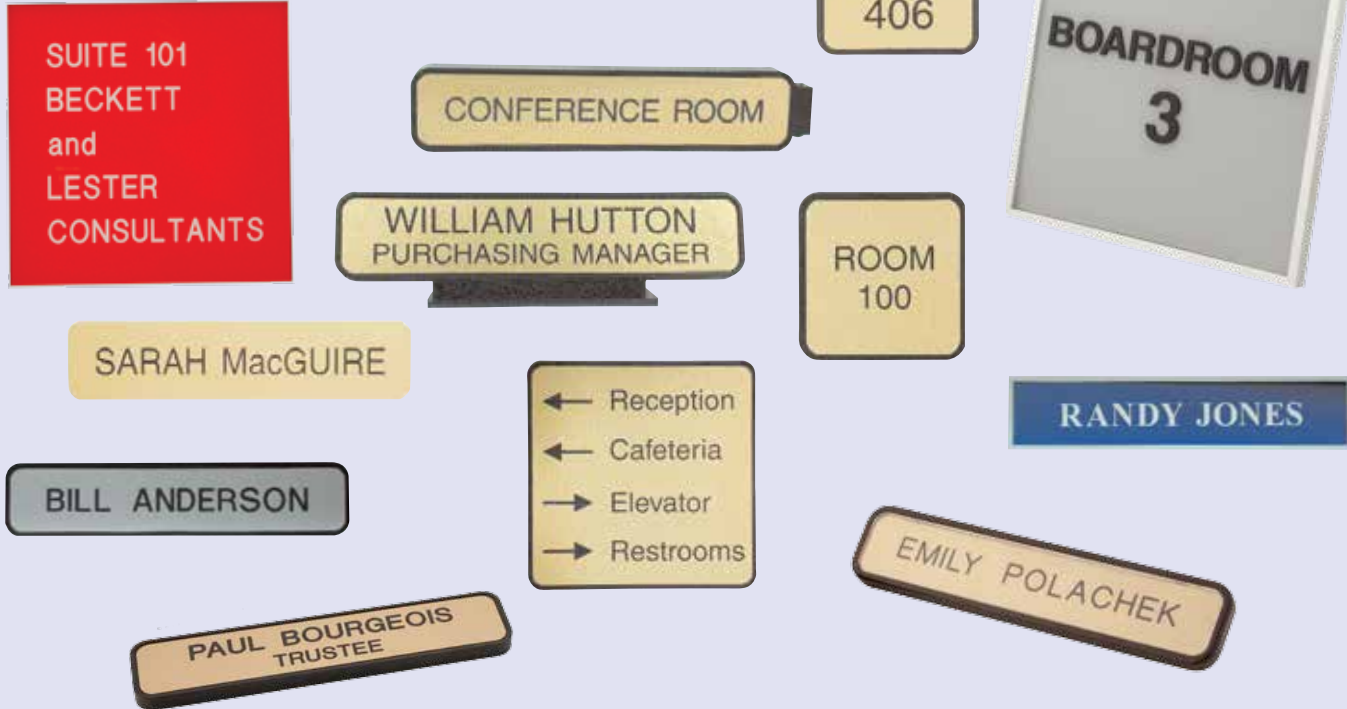 SUITE 101
BECKETT
and
LESTER
CONSULTANTS
406
CONFERENCE ROOM
BOARDROOM
3
WILLIAM HUTTON
PURCHASING MANAGER
ROOM
100
SARAH MacGUIRE
← Reception
← Cafeteria
→ Elevator
→ Restrooms
RANDY JONES
BILL ANDERSON
EMILY POLACHEK
PAUL BOURGEOIS
TRUSTEE